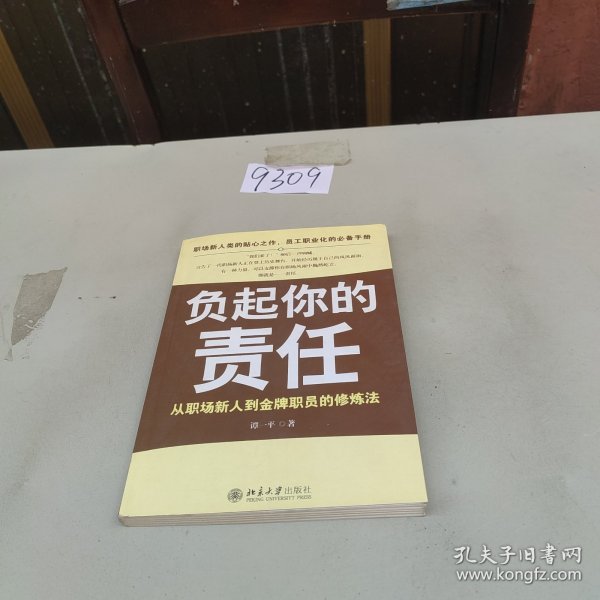 9309
职场新人类的贴心之作，员工职业化的必备手册
负起你的
责任
从职场新人到金牌职员的修炼法
谭一平◎著
北京大学出版社
PEKING UNIVERSITY PRESS
孔夫子旧书网
www.kongfz.com